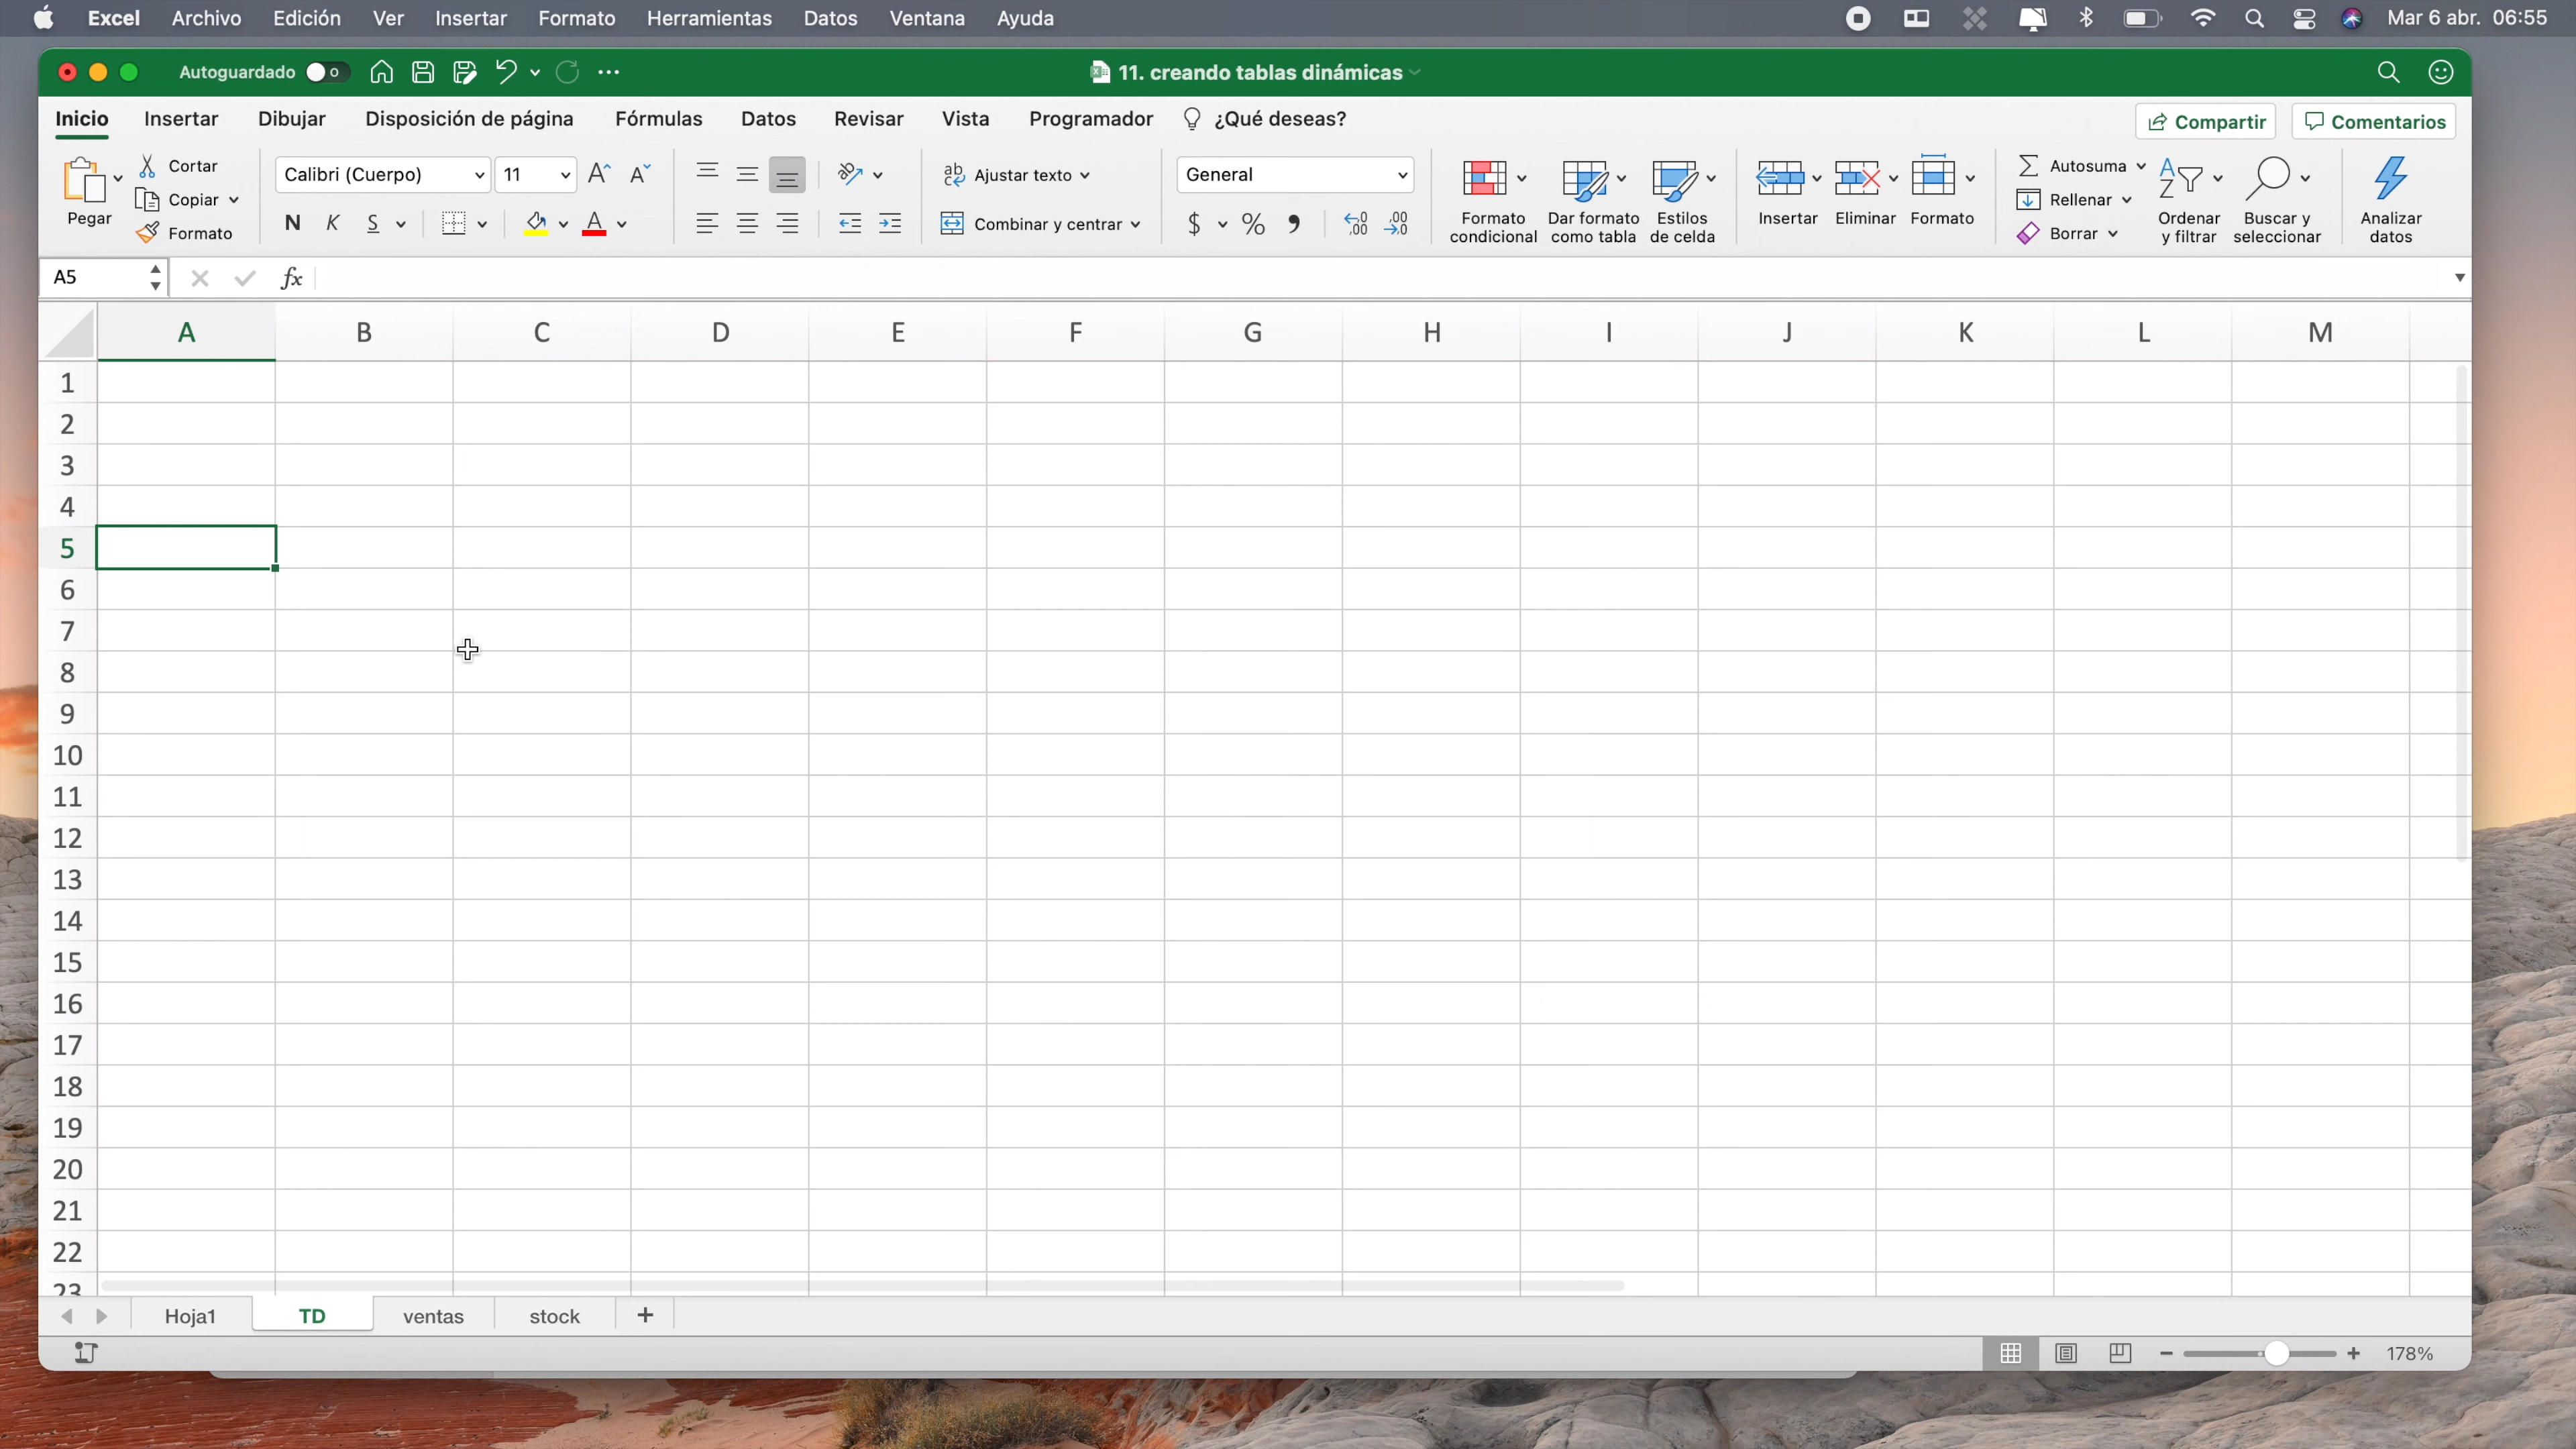 Excel Archivo Edición Ver Insertar Formato Herramientas Datos Ventana Ayuda Mar 6 abr. 06:55
Autoguardado 11. creando tablas dinámicas
Inicio Insertar Dibujar Disposición de página Fórmulas Datos Revisar Vista Programador ¿Qué deseas? Compartir Comentarios
Pegar
Cortar
Copiar
Formato
Calibri (Cuerpo) 11
N K S
Ajustar texto
Combinar y centrar
General
$ %
Formato condicional
Dar formato como tabla
Estilos de celda
Insertar
Eliminar
Formato
Autosuma
Rellenar
Borrar
Ordenar y filtrar
Buscar y seleccionar
Analizar datos
A5 fx
A B C D E F G H I J K L M
1
2
3
4
5
6
7
8
9
10
11
12
13
14
15
16
17
18
19
20
21
22
23
Hoja1 TD ventas stock +
178%